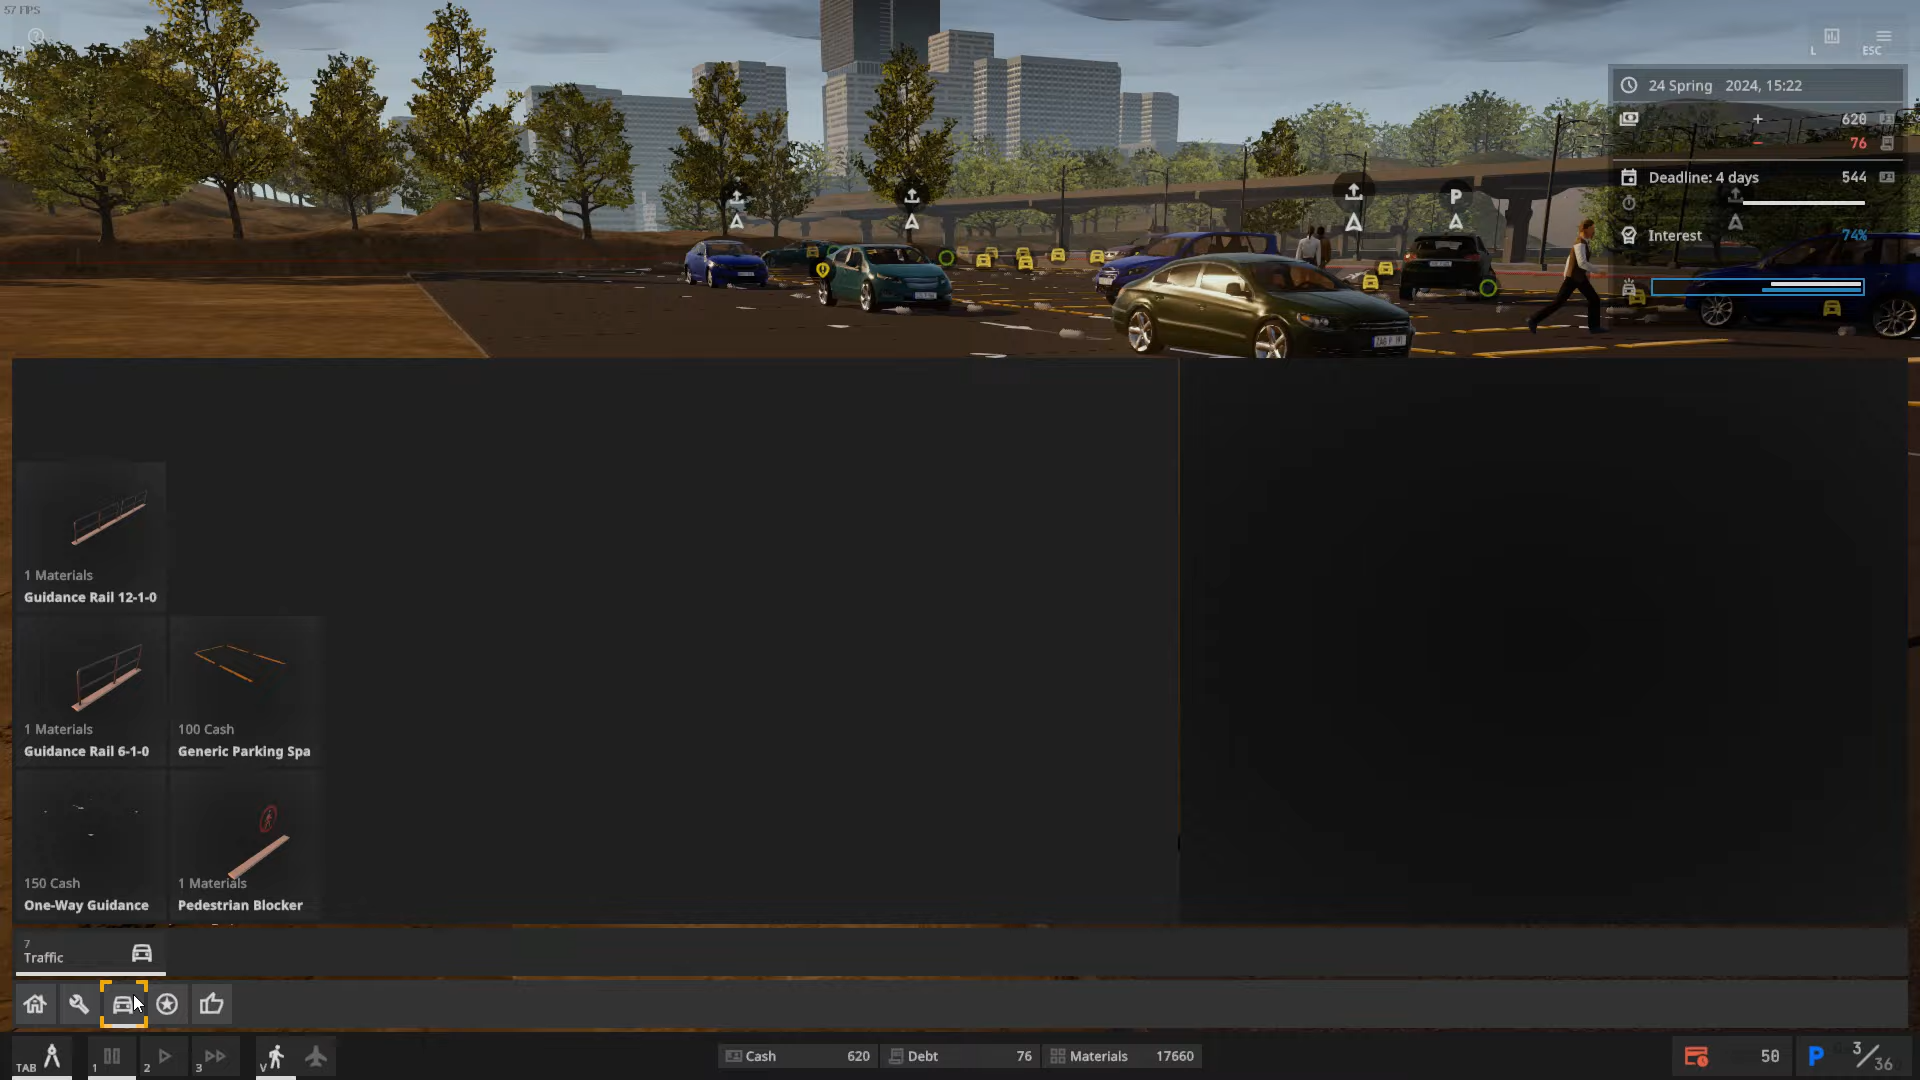 57 FPS
L
ESC
24 Spring 2024, 15:22
+ 620
- 76
Deadline: 4 days 544
Interest 74%
P
1 Materials
Guidance Rail 12-1-0
1 Materials
Guidance Rail 6-1-0
100 Cash
Generic Parking Spa
150 Cash
One-Way Guidance
1 Materials
Pedestrian Blocker
7
Traffic
TAB
1
2
3
V
Cash 620
Debt 76
Materials 17660
50
P 3/36